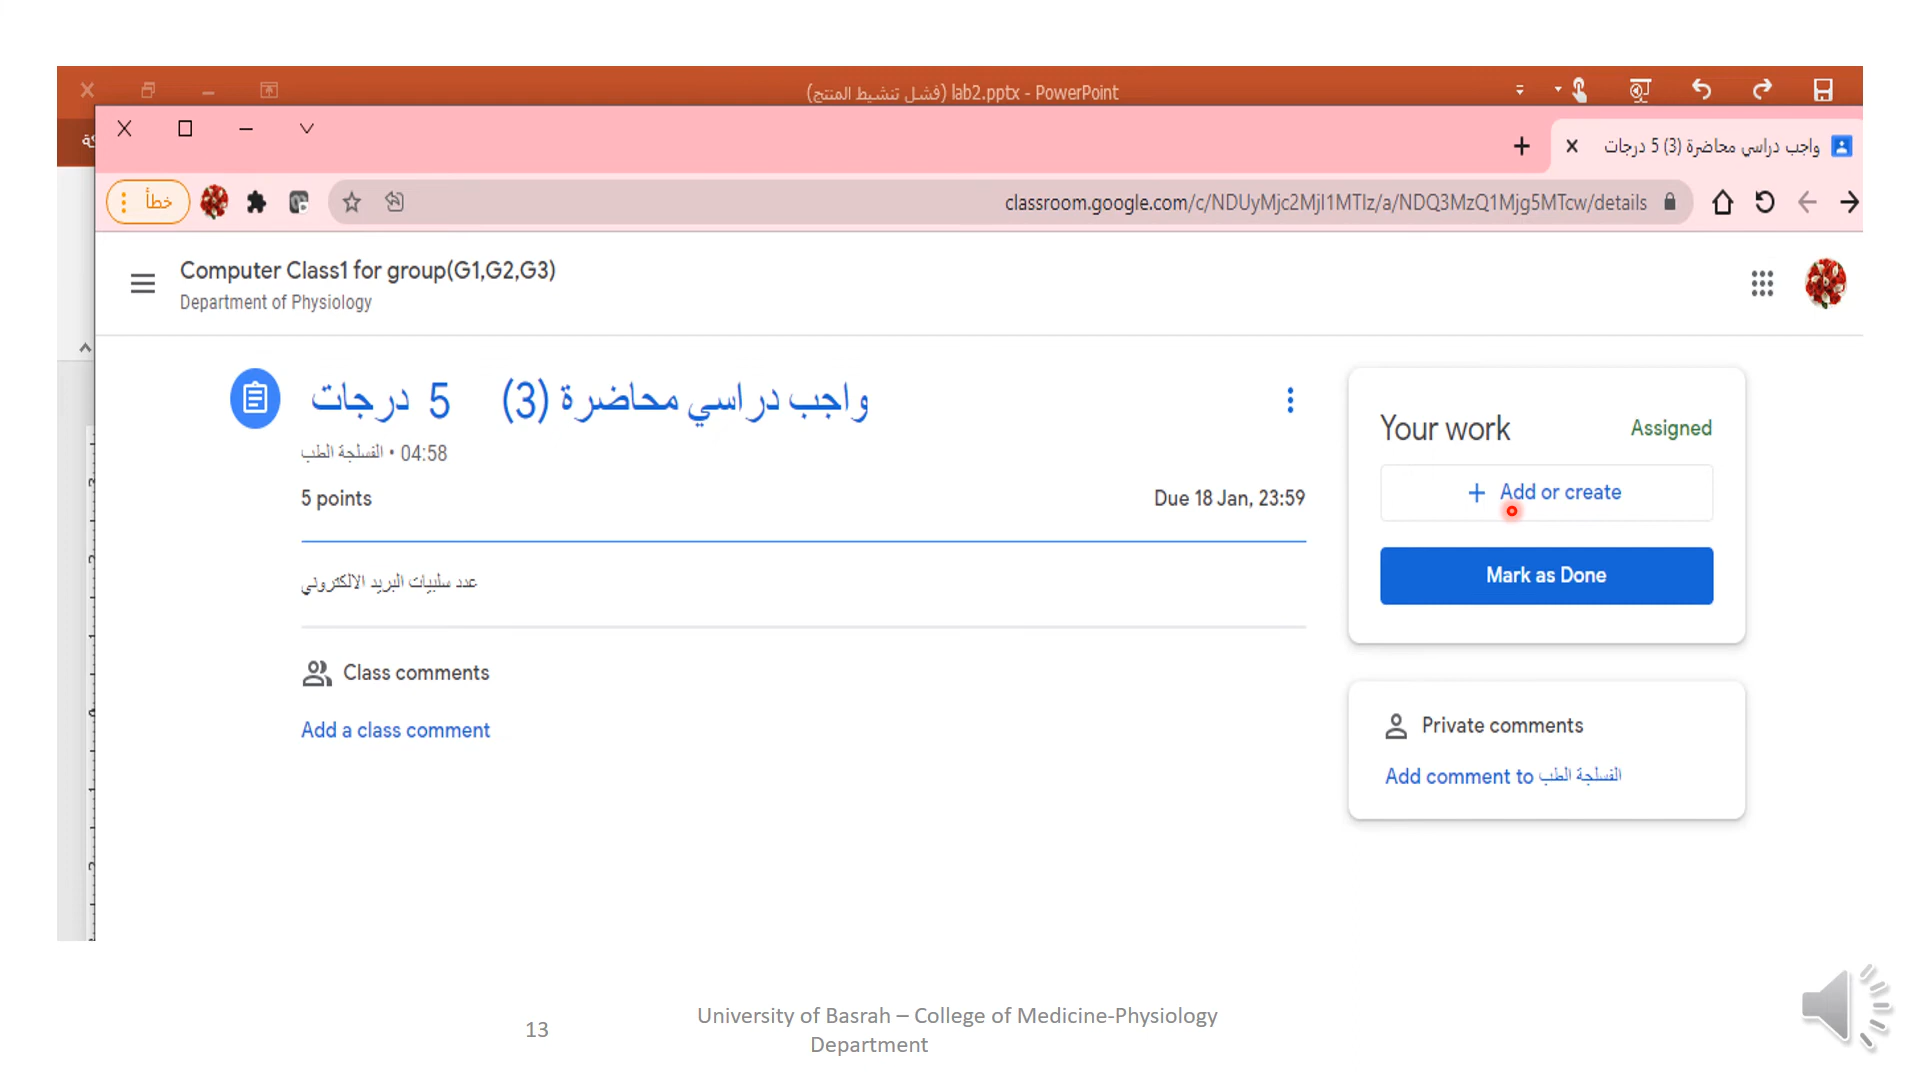 lab2.pptx - PowerPoint (فشل تنشيط المنتج)
واجب دراسي محاضرة (3) 5 درجات
خطأ
classroom.google.com/c/NDUyMjc2MjI1MTIz/a/NDQ3MzQ1Mjg5MTcw/details
Computer Class1 for group(G1,G2,G3)
Department of Physiology
واجب دراسي محاضرة (3) 5 درجات
الفسلجة الطب • 04:58
5 points
Due 18 Jan, 23:59
عدد سلبيات البريد الالكتروني
Class comments
Add a class comment
Your work
Assigned
+ Add or create
Mark as Done
Private comments
Add comment to الفسلجة الطب
13
University of Basrah – College of Medicine-Physiology
Department